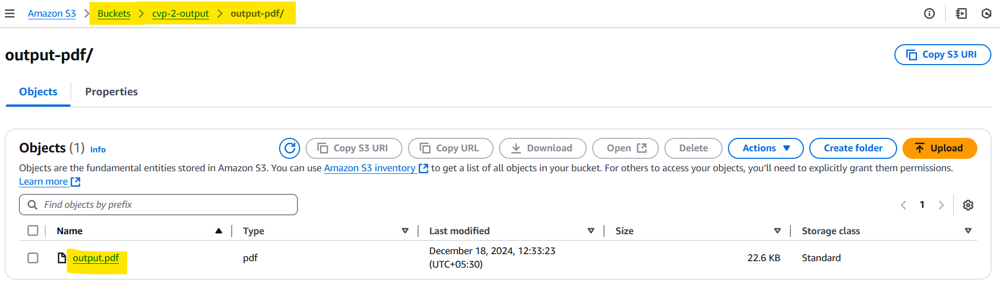 Amazon S3 > Buckets > cvp-2-output > output-pdf/
output-pdf/
Copy S3 URI
Objects Properties
Objects (1) Info
Copy S3 URI Copy URL Download Open Delete Actions Create folder Upload
Objects are the fundamental entities stored in Amazon S3. You can use Amazon S3 inventory to get a list of all objects in your bucket. For others to access your objects, you’ll need to explicitly grant them permissions.
Learn more
Find objects by prefix
1
Name Type Last modified Size Storage class
output.pdf pdf December 18, 2024, 12:33:23 (UTC+05:30) 22.6 KB Standard